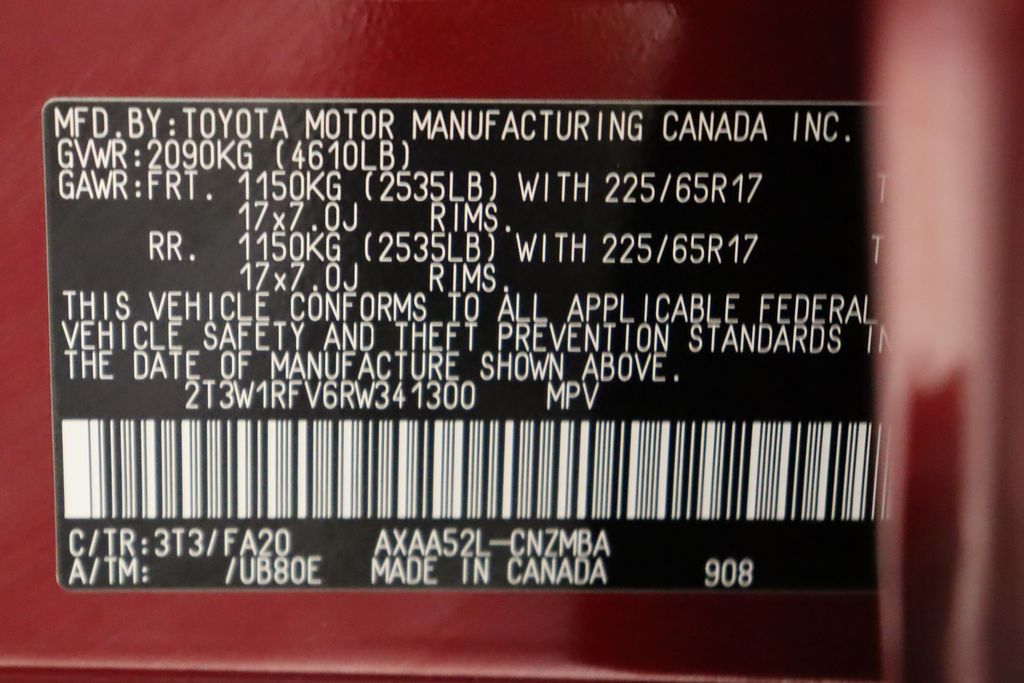 MFD.BY:TOYOTA MOTOR MANUFACTURING CANADA INC.
GVWR:2090KG (4610LB)
GAWR:FRT. 1150KG (2535LB) WITH 225/65R17
17x7.0J RIMS.
RR. 1150KG (2535LB) WITH 225/65R17
17x7.0J RIMS.
THIS VEHICLE CONFORMS TO ALL APPLICABLE FEDERAL
VEHICLE SAFETY AND THEFT PREVENTION STANDARDS IN
THE DATE OF MANUFACTURE SHOWN ABOVE.
2T3W1RFV6RW341300 MPV
C/TR:3T3/FA20 AXAA52L-CNZMBA
A/TM: /UB80E MADE IN CANADA 908